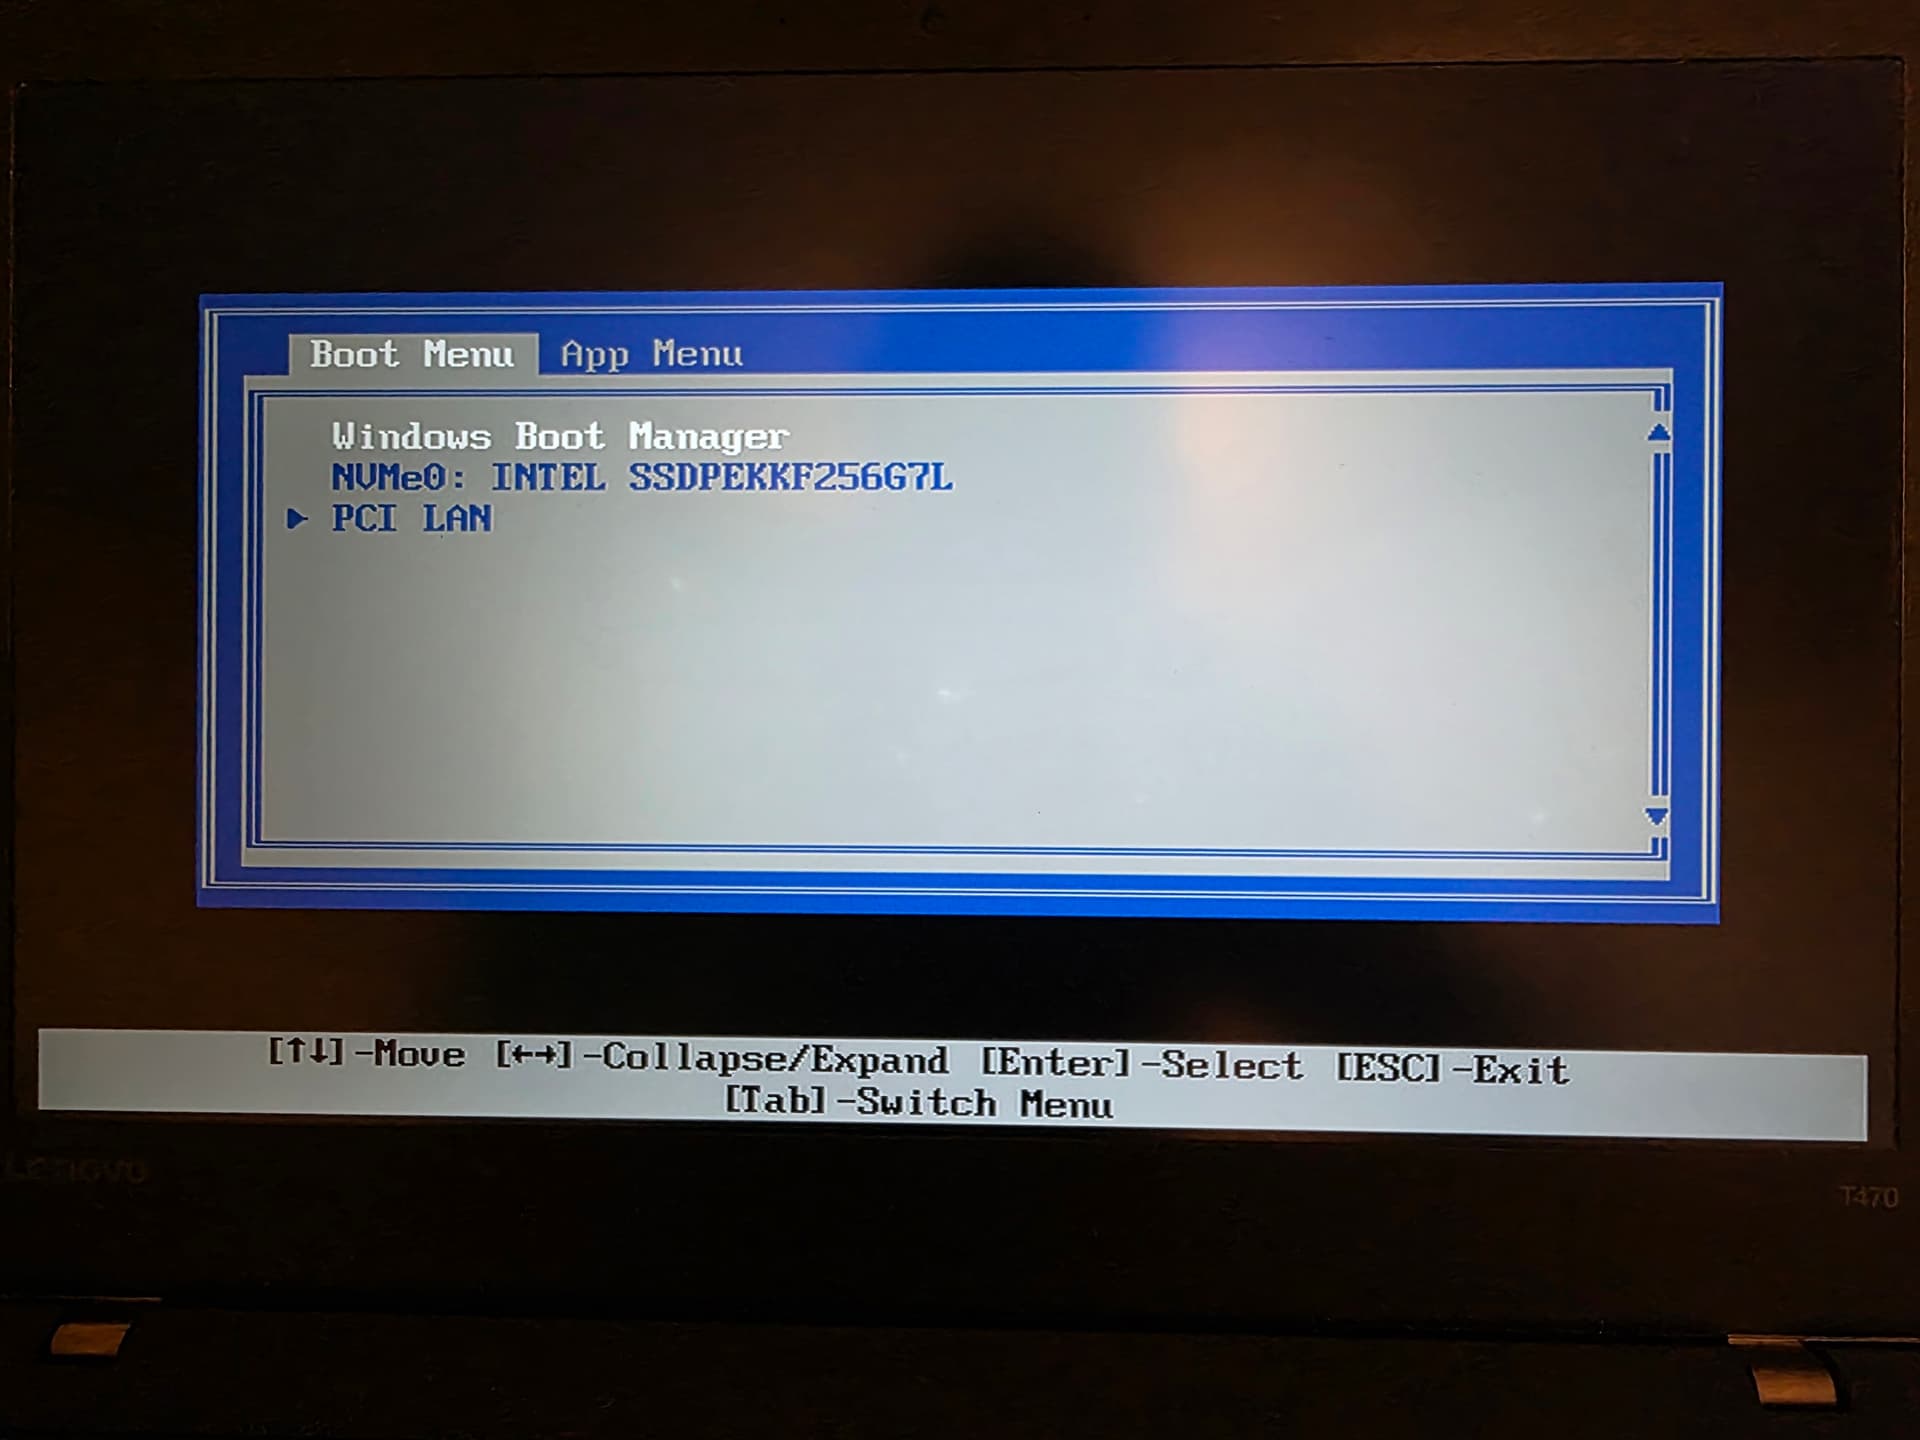 Boot Menu App Menu
Windows Boot Manager
NVMe0: INTEL SSDPEKKF256G7L
PCI LAN
[↑↓]-Move [←→]-Collapse/Expand [Enter]-Select [ESC]-Exit
[Tab]-Switch Menu
Lenovo
T470